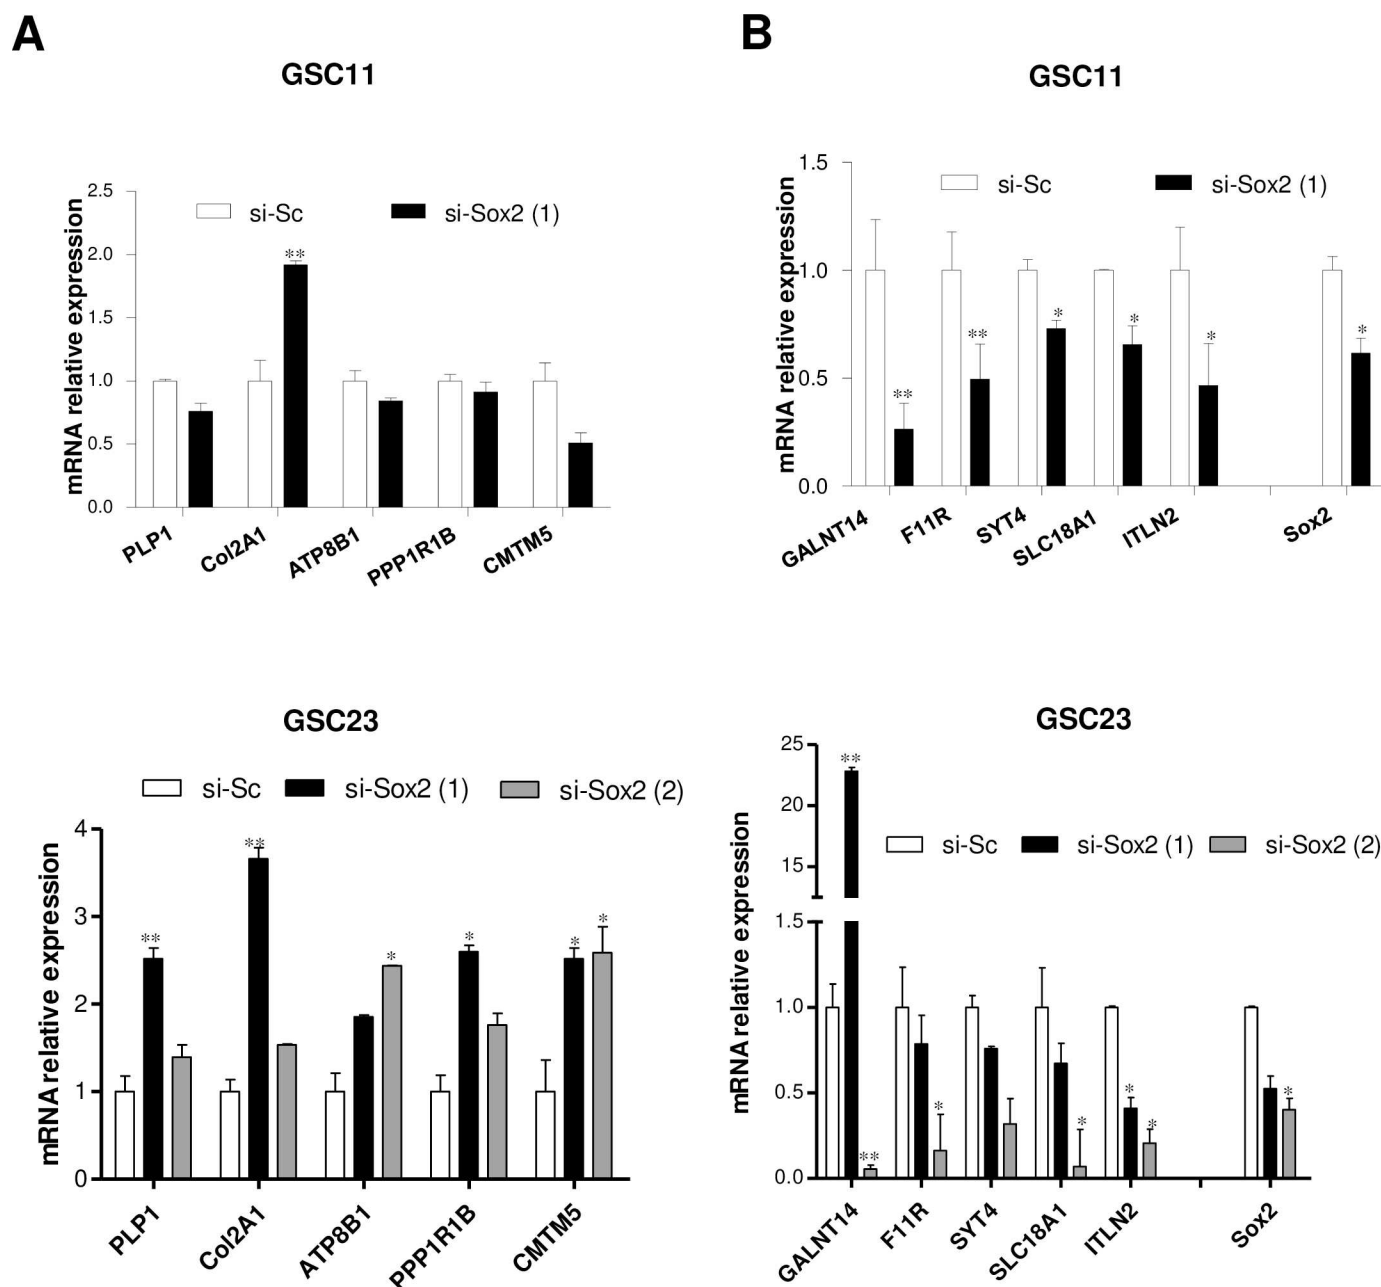 A
GSC11
mRNA relative expression
2.5
2.0
1.5
1.0
0.5
0.0
si-Sc
si-Sox2 (1)
**
PLP1
Col2A1
ATP8B1
PPP1R1B
CMTM5
B
GSC11
mRNA relative expression
1.5
1.0
0.5
0.0
si-Sc
si-Sox2 (1)
**
**
*
*
*
*
GALNT14
F11R
SYT4
SLC18A1
ITLN2
Sox2
GSC23
si-Sc
si-Sox2 (1)
si-Sox2 (2)
mRNA relative expression
4
3
2
1
0
**
**
*
*
*
*
PLP1
Col2A1
ATP8B1
PPP1R1B
CMTM5
GSC23
mRNA relative expression
25
20
15
1.5
1.0
0.5
0.0
si-Sc
si-Sox2 (1)
si-Sox2 (2)
**
**
*
*
*
*
*
GALNT14
F11R
SYT4
SLC18A1
ITLN2
Sox2